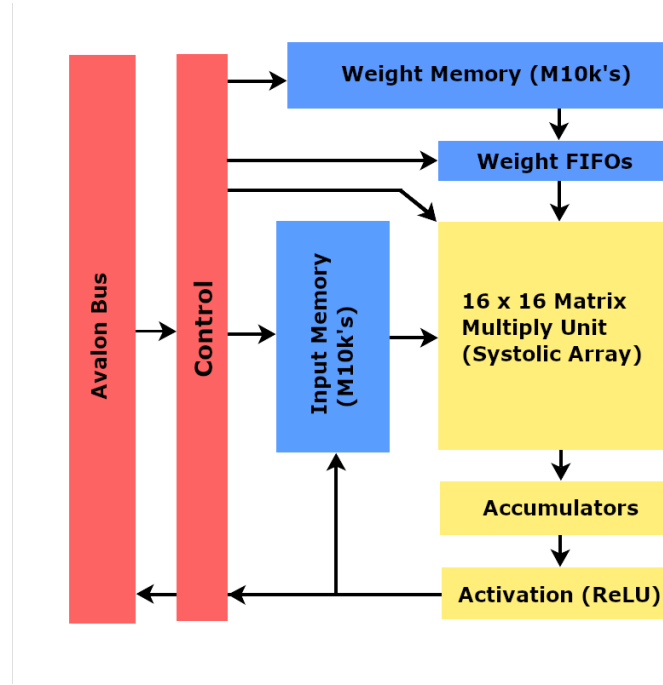 Weight Memory (M10k's)
Weight FIFOs
Avalon Bus
Control
Input Memory
(M10k's)
16 x 16 Matrix
Multiply Unit
(Systolic Array)
Accumulators
Activation (ReLU)